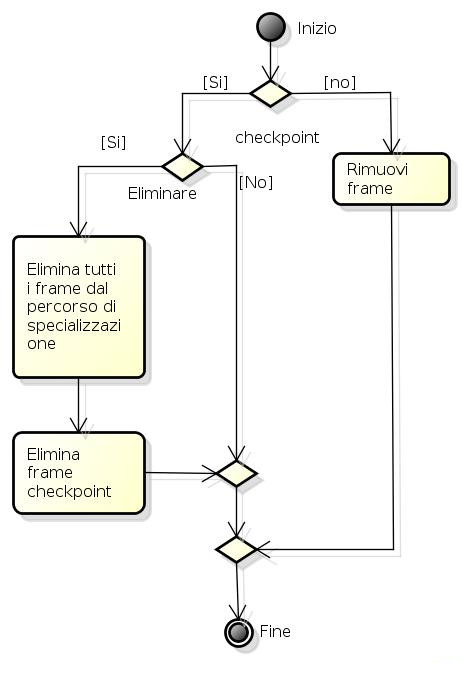 Inizio
[Si]
[no]
checkpoint
[Si]
Eliminare
[No]
Rimuovi
frame
Elimina tutti
i frame dal
percorso di
specializzazi
one
Elimina
frame
checkpoint
Fine